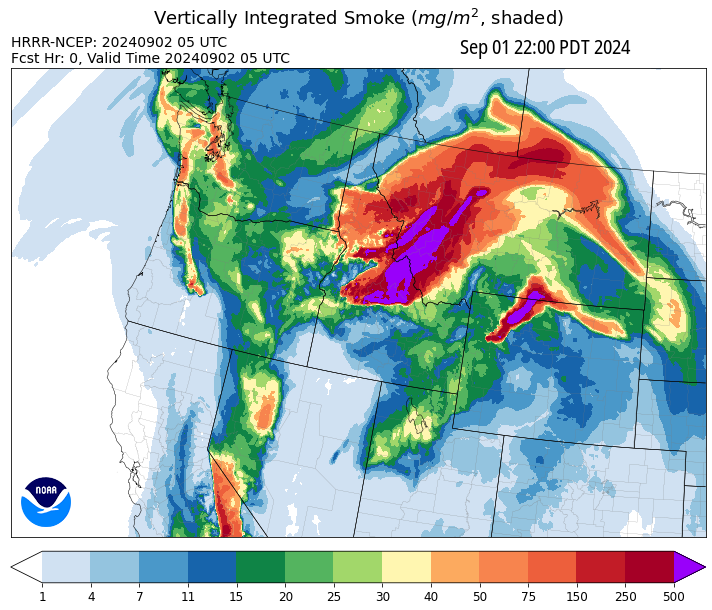 Vertically Integrated Smoke (mg/m², shaded)
HRRR-NCEP: 20240902 05 UTC
Fcst Hr: 0, Valid Time 20240902 05 UTC
Sep 01 22:00 PDT 2024
NOAA
1 4 7 11 15 20 25 30 40 50 75 150 250 500